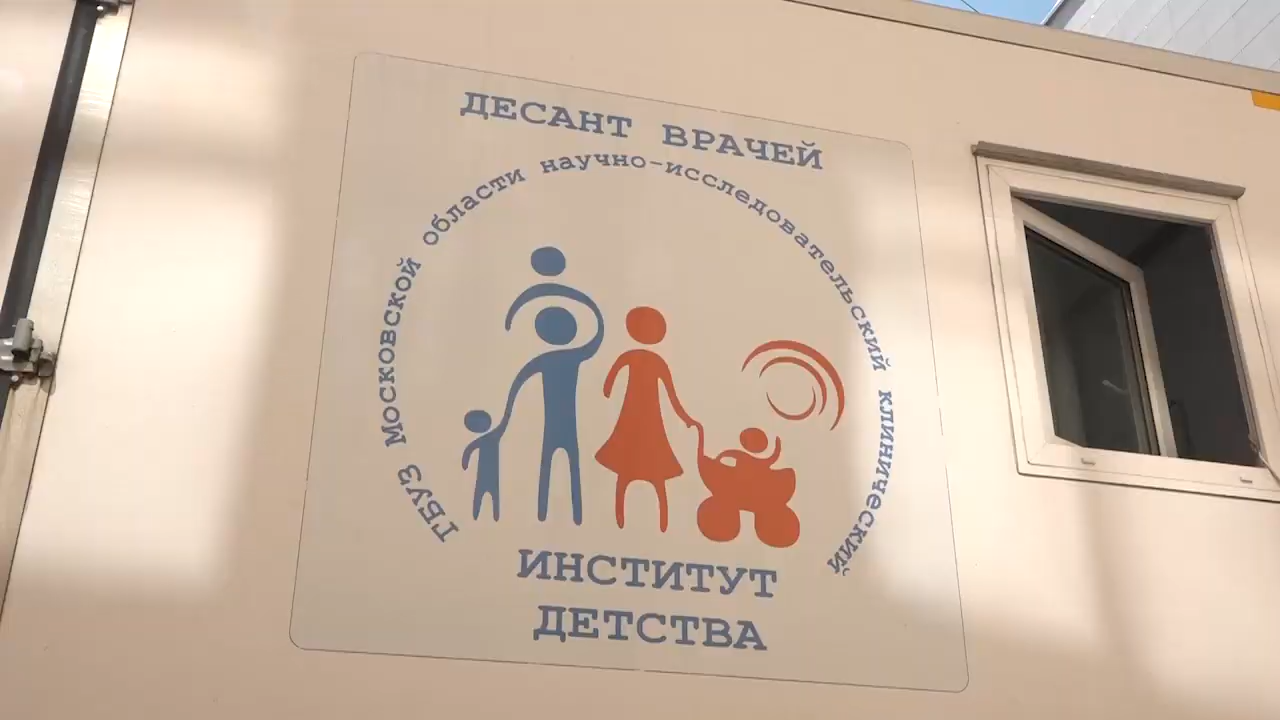 ДЕСАНТ ВРАЧЕЙ
ГБУЗ Московской области научно-исследовательский клинический
ИНСТИТУТ
ДЕТСТВА